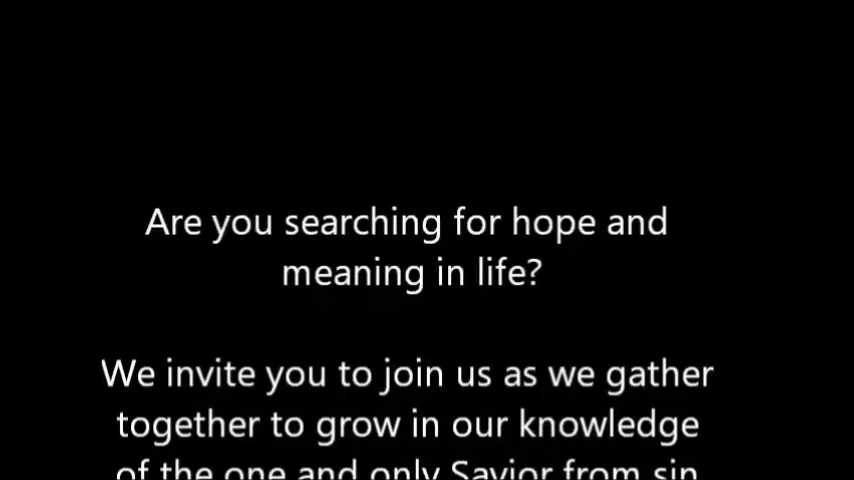 Are you searching for hope and
meaning in life?
We invite you to join us as we gather
together to grow in our knowledge
of the one and only Savior from sin